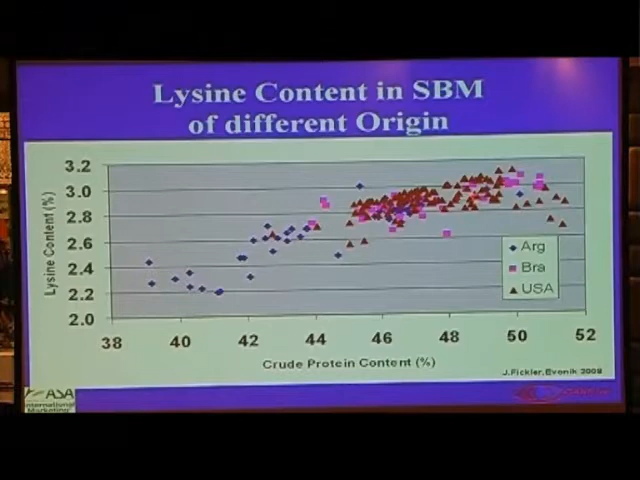 Lysine Content in SBM
of different Origin
Lysine Content (%)
3.2
3.0
2.8
2.6
2.4
2.2
2.0
38 40 42 44 46 48 50 52
Crude Protein Content (%)
Arg
Bra
USA
J.Fickler, Evonik 2008
ASA
International
Marketing